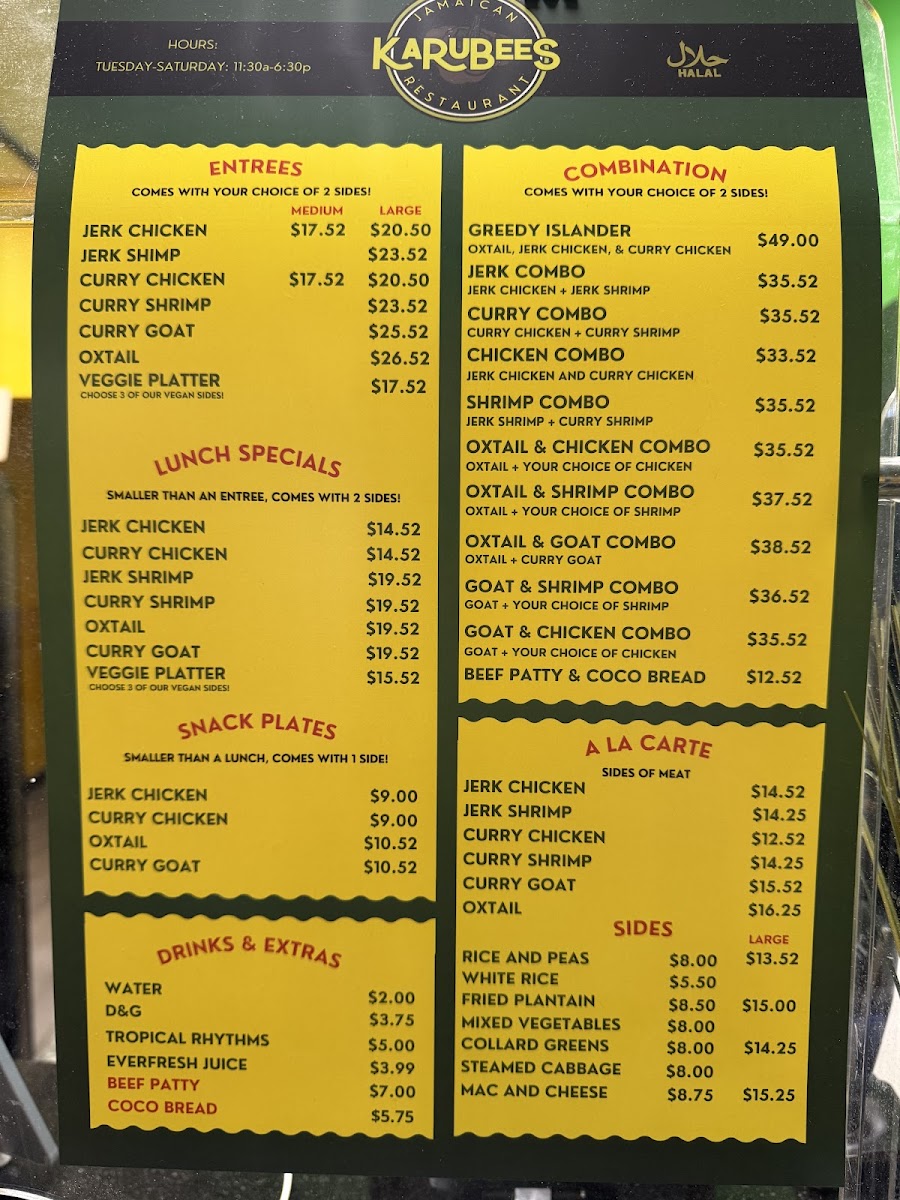 HOURS:
TUESDAY-SATURDAY: 11:30a-6:30p
JAMAICAN
KARUBEES
RESTAURANT
حلال
HALAL
ENTREES
COMES WITH YOUR CHOICE OF 2 SIDES!
MEDIUM LARGE
JERK CHICKEN $17.52 $20.50
JERK SHIMP $23.52
CURRY CHICKEN $17.52 $20.50
CURRY SHRIMP $23.52
CURRY GOAT $25.52
OXTAIL $26.52
VEGGIE PLATTER $17.52
CHOOSE 3 OF OUR VEGAN SIDES!
LUNCH SPECIALS
SMALLER THAN AN ENTREE, COMES WITH 2 SIDES!
JERK CHICKEN $14.52
CURRY CHICKEN $14.52
JERK SHRIMP $19.52
CURRY SHRIMP $19.52
OXTAIL $19.52
CURRY GOAT $19.52
VEGGIE PLATTER $15.52
CHOOSE 3 OF OUR VEGAN SIDES!
SNACK PLATES
SMALLER THAN A LUNCH, COMES WITH 1 SIDE!
JERK CHICKEN $9.00
CURRY CHICKEN $9.00
OXTAIL $10.52
CURRY GOAT $10.52
DRINKS & EXTRAS
WATER $2.00
D&G $3.75
TROPICAL RHYTHMS $5.00
EVERFRESH JUICE $3.99
BEEF PATTY $7.00
COCO BREAD $5.75
COMBINATION
COMES WITH YOUR CHOICE OF 2 SIDES!
GREEDY ISLANDER $49.00
OXTAIL, JERK CHICKEN, & CURRY CHICKEN
JERK COMBO $35.52
JERK CHICKEN + JERK SHRIMP
CURRY COMBO $35.52
CURRY CHICKEN + CURRY SHRIMP
CHICKEN COMBO $33.52
JERK CHICKEN AND CURRY CHICKEN
SHRIMP COMBO $35.52
JERK SHRIMP + CURRY SHRIMP
OXTAIL & CHICKEN COMBO $35.52
OXTAIL + YOUR CHOICE OF CHICKEN
OXTAIL & SHRIMP COMBO $37.52
OXTAIL + YOUR CHOICE OF SHRIMP
OXTAIL & GOAT COMBO $38.52
OXTAIL + CURRY GOAT
GOAT & SHRIMP COMBO $36.52
GOAT + YOUR CHOICE OF SHRIMP
GOAT & CHICKEN COMBO $35.52
GOAT + YOUR CHOICE OF CHICKEN
BEEF PATTY & COCO BREAD $12.52
A LA CARTE
SIDES OF MEAT
JERK CHICKEN $14.52
JERK SHRIMP $14.25
CURRY CHICKEN $12.52
CURRY SHRIMP $14.25
CURRY GOAT $15.52
OXTAIL $16.25
SIDES
LARGE
RICE AND PEAS $8.00 $13.52
WHITE RICE $5.50
FRIED PLANTAIN $8.50 $15.00
MIXED VEGETABLES $8.00
COLLARD GREENS $8.00 $14.25
STEAMED CABBAGE $8.00
MAC AND CHEESE $8.75 $15.25